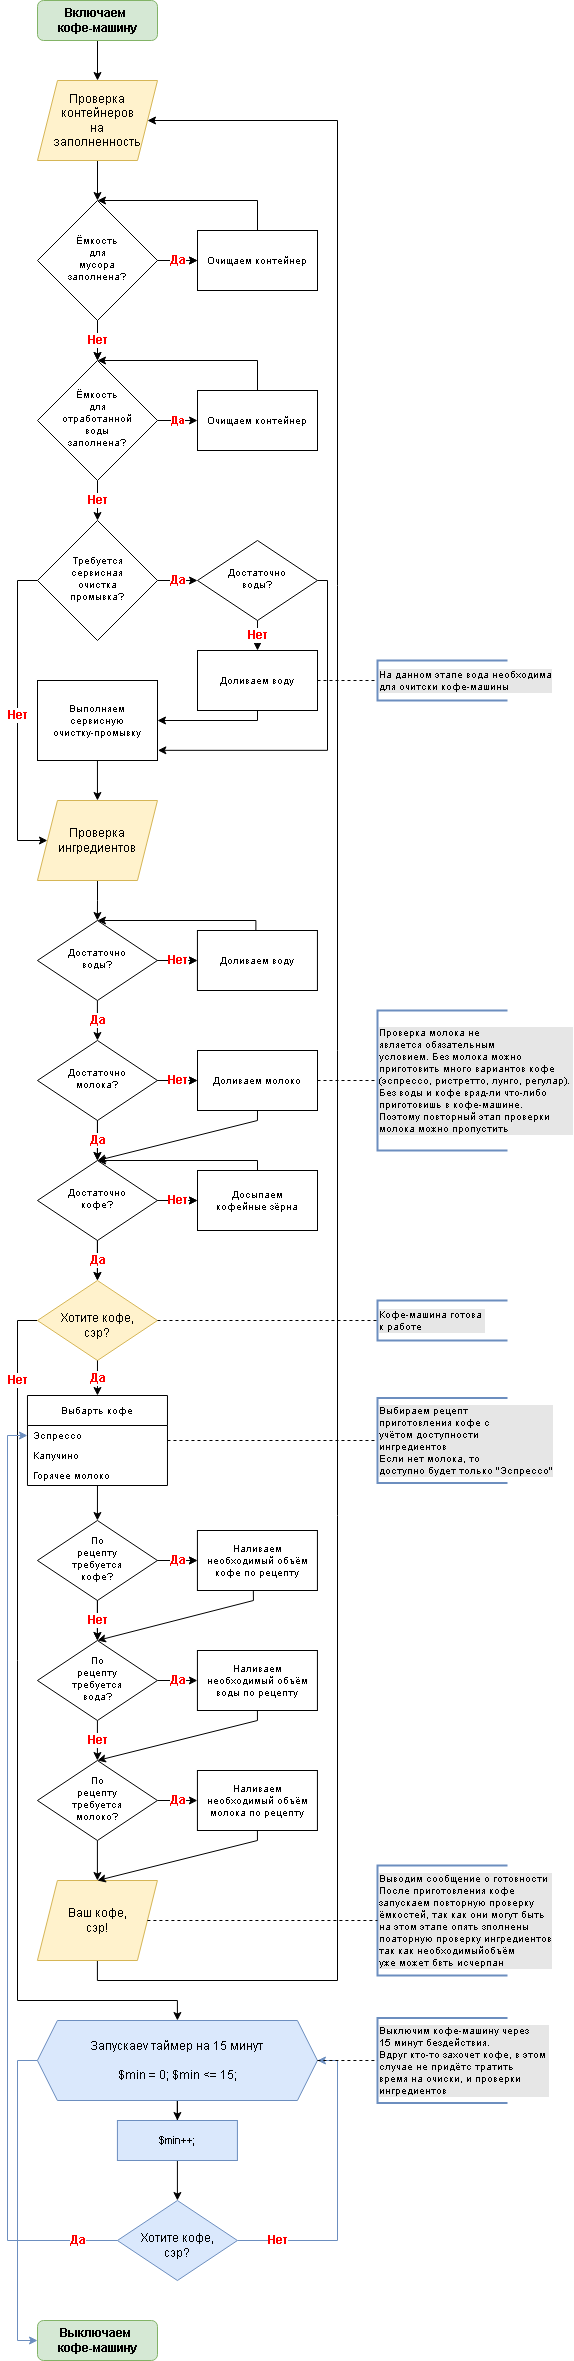 Включаем
кофе-машину
Проверка
контейнеров
на
заполненность
Ёмкость
для
мусора
заполнена?
Да
Очищаем контейнер
Нет
Ёмкость
для
отработанной
воды
заполнена?
Да
Очищаем контейнер
Нет
Требуется
сервисная
очистка
промывка?
Да
Достаточно
воды?
Нет
Доливаем воду
На данном этапе вода необходима
для очитски кофе-машины
Нет
Выполняем
сервисную
очистку-промывку
Проверка
ингредиентов
Достаточно
воды?
Нет
Доливаем воду
Да
Достаточно
молока?
Нет
Доливаем молоко
Проверка молока не
является обязательным
условием. Без молока можно
приготовить много вариантов кофе
(эспрессо, ристретто, лунго, регулар).
Без воды и кофе вряд-ли что-либо
приготовишь в кофе-машине.
Поэтому повторный этап проверки
молока можно пропустить
Да
Достаточно
кофе?
Нет
Досыпаем
кофейные зёрна
Да
Хотите кофе,
сэр?
Кофе-машина готова
к работе
Нет
Да
Выбарть кофе
Эспрессо
Капучино
Горячее молоко
Выбираем рецепт
приготовления кофе с
учётом доступности
ингредиентов
Если нет молока, то
доступно будет только "Эспрессо"
По
рецепту
требуется
кофе?
Да
Наливаем
необходимый объём
кофе по рецепту
Нет
По
рецепту
требуется
вода?
Да
Наливаем
необходимый объём
воды по рецепту
Нет
По
рецепту
требуется
молоко?
Да
Наливаем
необходимый объём
молока по рецепту
Ваш кофе,
сэр!
Выводим сообщение о готовности
После приготовления кофе
запускаем повторную проверку
ёмкостей, так как они могут быть
на этом этапе опять зполнены
поаторную проверку ингредиентов
так как необходимыйобъём
уже может бвть исчерпан
Запускаеv таймер на 15 минут
$min = 0; $min <= 15;
Выключим кофе-машину через
15 минут бездействия.
Вдруг кто-то захочет кофе, в этом
случае не придётс тратить
время на очиски, и проверки
ингредиентов
$min++;
Хотите кофе,
сэр?
Да
Нет
Выключаем
кофе-машину